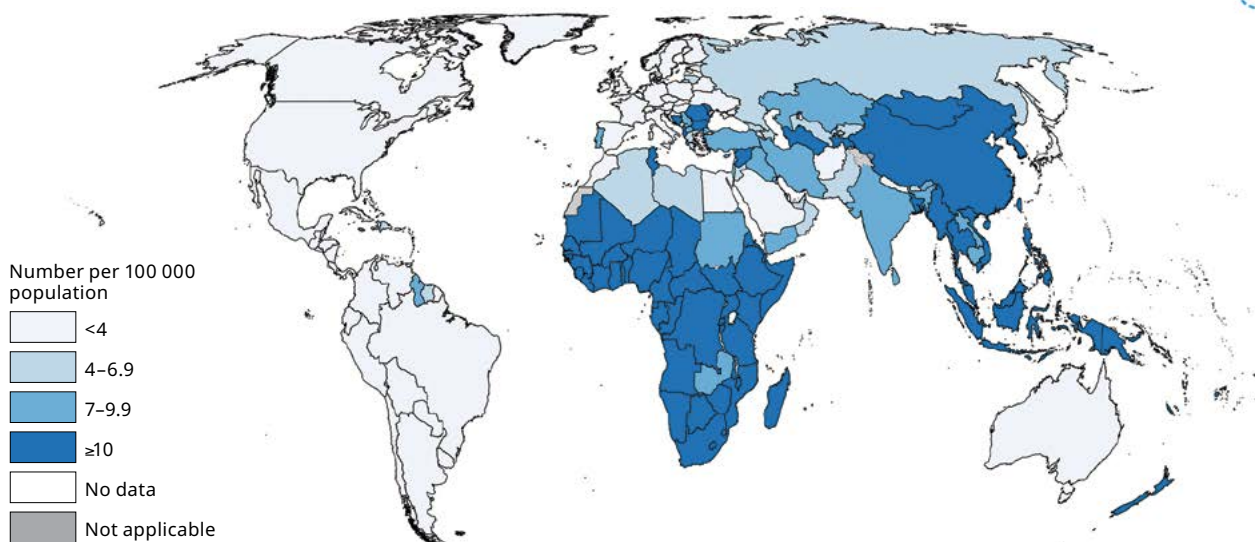 Number per 100 000
population
<4
4–6.9
7–9.9
≥10
No data
Not applicable